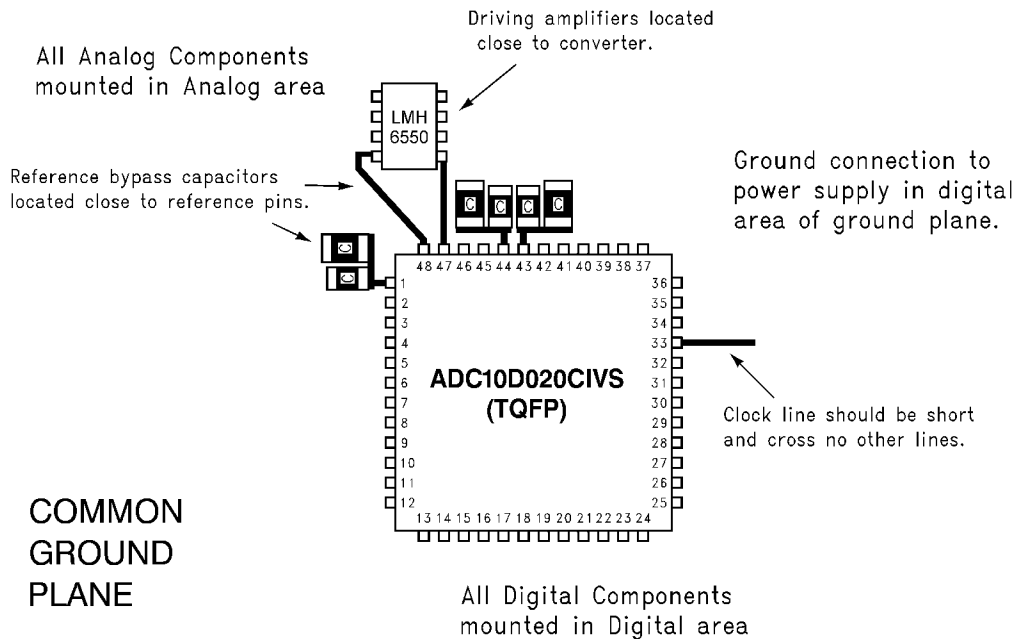 Driving amplifiers located
close to converter.
All Analog Components
mounted in Analog area
LMH
6550
Ground connection to
power supply in digital
area of ground plane.
Reference bypass capacitors
located close to reference pins.
C C C C
C
C
48 47 46 45 44 43 42 41 40 39 38 37
1
2
3
4
5
6
7
8
9
10
11
12
36
35
34
33
32
31
30
29
28
27
26
25
ADC10D020CIVS
(TQFP)
Clock line should be short
and cross no other lines.
13 14 15 16 17 18 19 20 21 22 23 24
COMMON
GROUND
PLANE
All Digital Components
mounted in Digital area